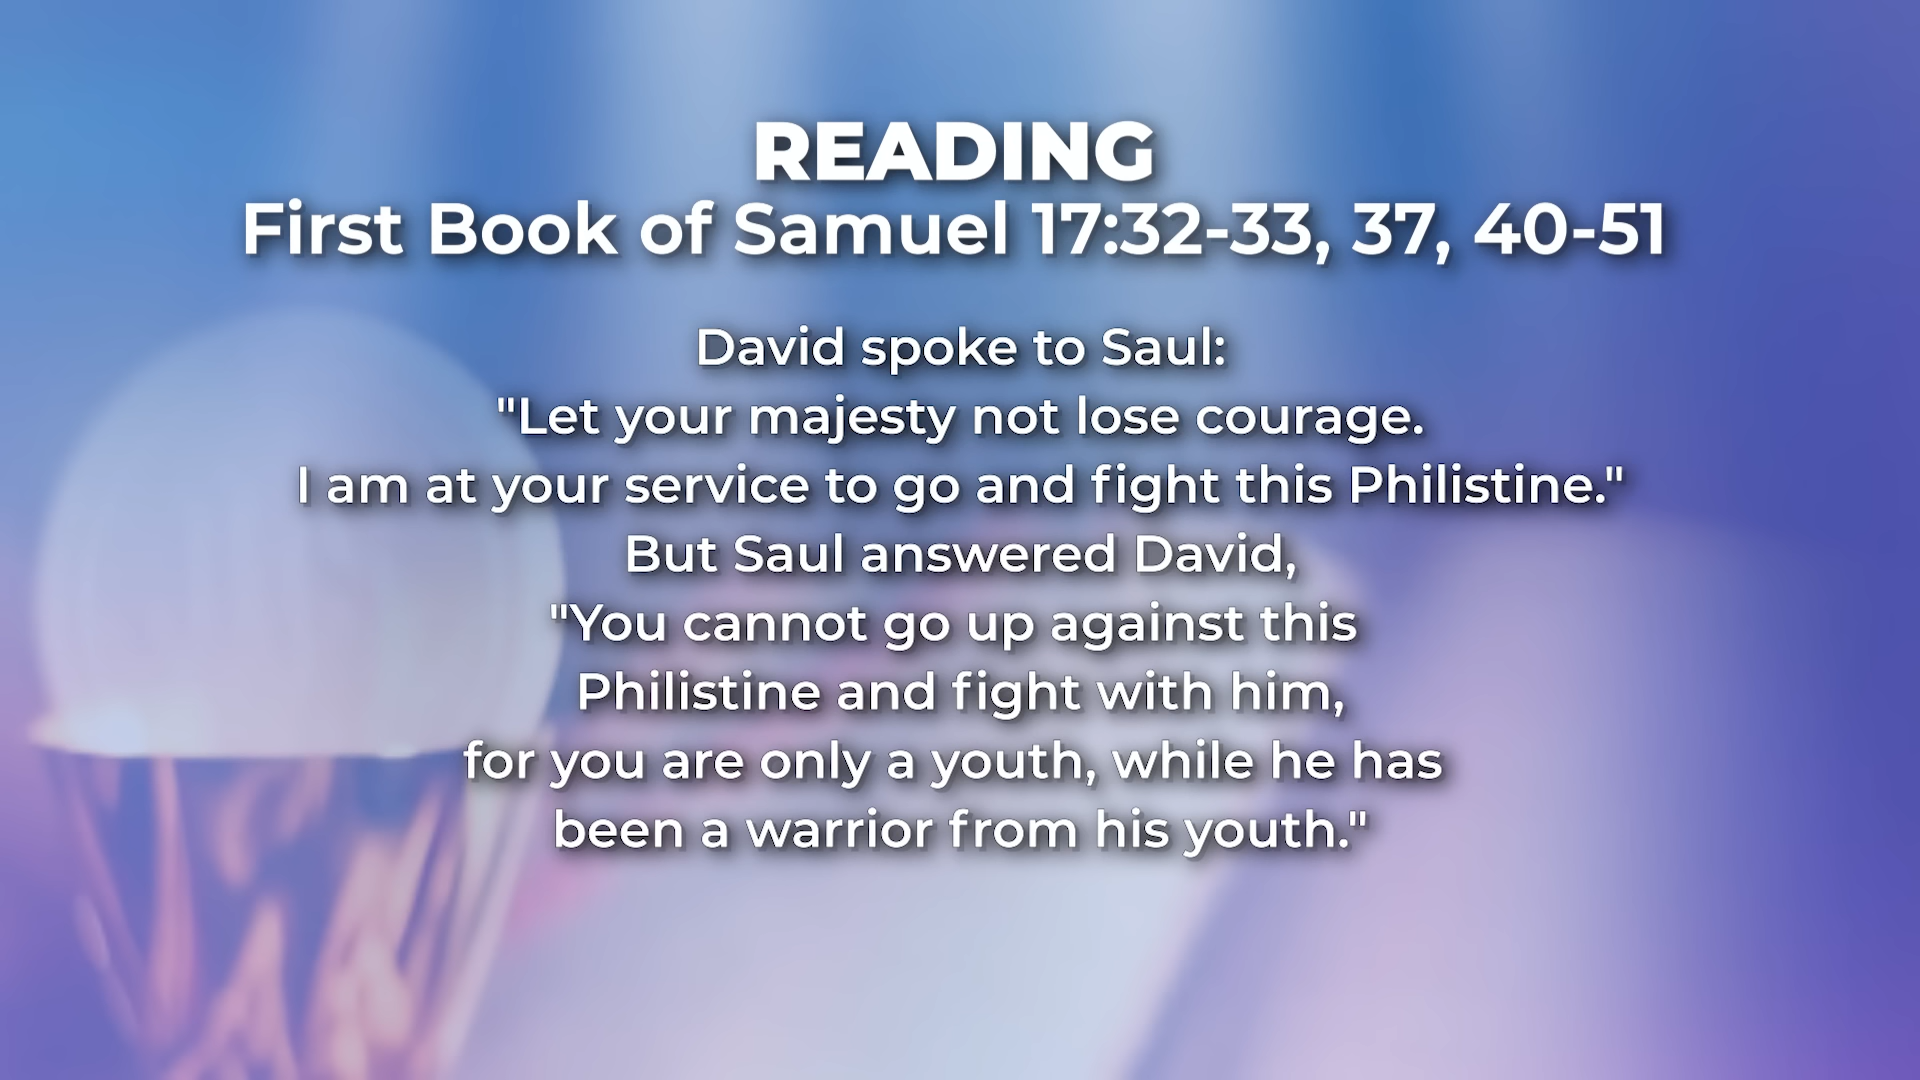 READING
First Book of Samuel 17:32-33, 37, 40-51
David spoke to Saul:
"Let your majesty not lose courage.
I am at your service to go and fight this Philistine."
But Saul answered David,
"You cannot go up against this
Philistine and fight with him,
for you are only a youth, while he has
been a warrior from his youth."